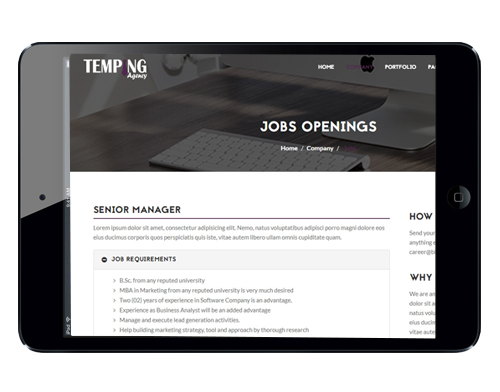 TEMPING
Agency
HOME COMPANY PORTFOLIO PA
JOBS OPENINGS
Home / Company /
SENIOR MANAGER
Lorem ipsum dolor sit amet, consectetur adipisicing elit. Nemo, natus voluptatibus adipisci porro magni dolore eos
eius ducimus corporis quos perspiciatis quis iste, vitae autem libero ullam omnis cupiditate quam.
JOB REQUIREMENTS
B.Sc. from any reputed university
MBA in Marketing from any reputed university is very much desired
Two (02) years of experience in Software Company is an advantage.
Experience as Business Analyst will be an added advantage
Manage and execute lead generation activities.
Help building marketing strategy, tool and approach by thorough research
HOW
Send your
anything e
career@bi
WHY
We are an
dolor sit a
natus volu
eius ducim
vitae aute
iPad